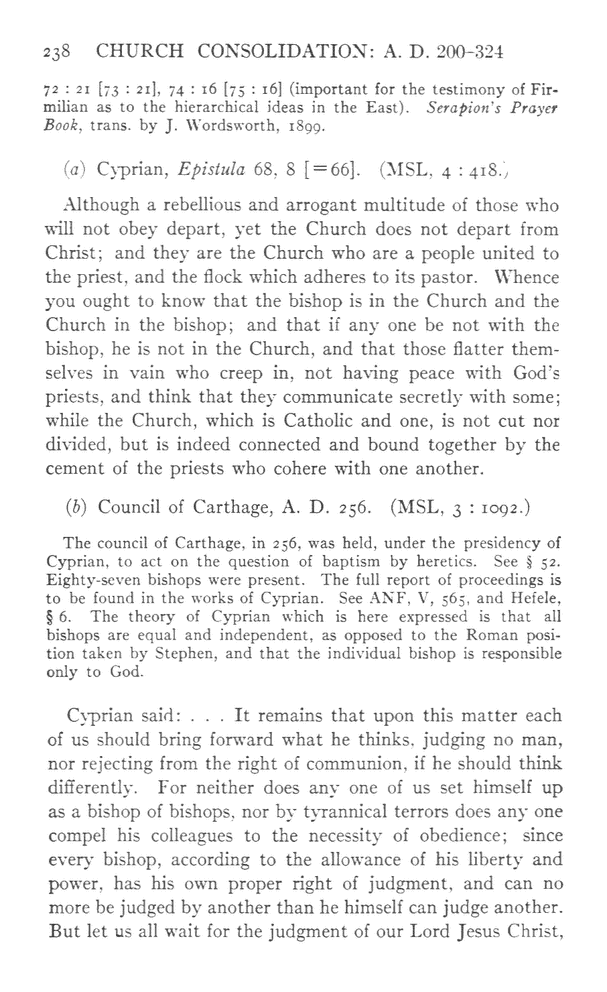 238 CHURCH CONSOLIDATION: A. D. 200-324
72 : 21 [73 : 21], 74 : 16 [75 : 16] (important for the testimony of Fir-
milian as to the hierarchical ideas in the East). Serapion's Prayer
Book, trans. by J. Wordsworth, 1899.
(a) Cyprian, Epistula 68, 8 [=66]. (MSL, 4 : 418.)
Although a rebellious and arrogant multitude of those who
will not obey depart, yet the Church does not depart from
Christ; and they are the Church who are a people united to
the priest, and the flock which adheres to its pastor. Whence
you ought to know that the bishop is in the Church and the
Church in the bishop; and that if any one be not with the
bishop, he is not in the Church, and that those flatter them-
selves in vain who creep in, not having peace with God's
priests, and think that they communicate secretly with some;
while the Church, which is Catholic and one, is not cut nor
divided, but is indeed connected and bound together by the
cement of the priests who cohere with one another.
(b) Council of Carthage, A. D. 256. (MSL, 3 : 1092.)
The council of Carthage, in 256, was held, under the presidency of
Cyprian, to act on the question of baptism by heretics. See § 52.
Eighty-seven bishops were present. The full report of proceedings is
to be found in the works of Cyprian. See ANF, V, 565, and Hefele,
§ 6. The theory of Cyprian which is here expressed is that all
bishops are equal and independent, as opposed to the Roman posi-
tion taken by Stephen, and that the individual bishop is responsible
only to God.
Cyprian said: . . . It remains that upon this matter each
of us should bring forward what he thinks, judging no man,
nor rejecting from the right of communion, if he should think
differently. For neither does any one of us set himself up
as a bishop of bishops, nor by tyrannical terrors does any one
compel his colleagues to the necessity of obedience; since
every bishop, according to the allowance of his liberty and
power, has his own proper right of judgment, and can no
more be judged by another than he himself can judge another.
But let us all wait for the judgment of our Lord Jesus Christ,